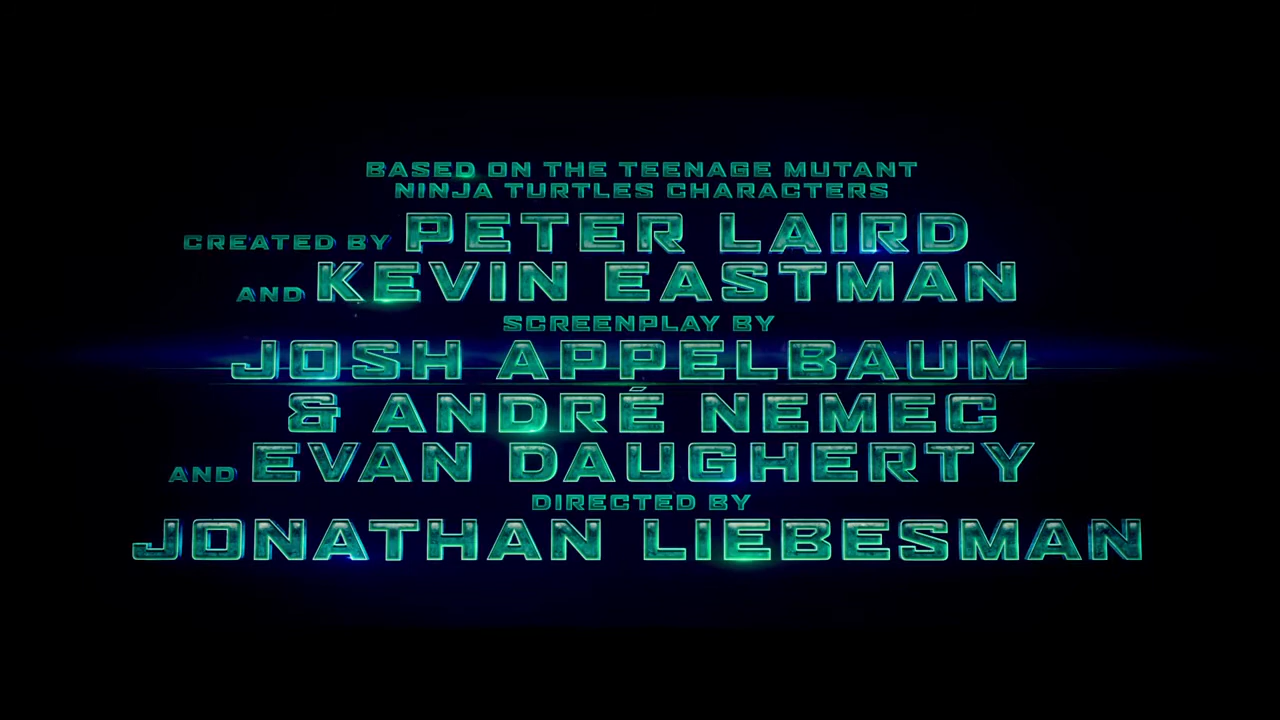 BASED ON THE TEENAGE MUTANT
NINJA TURTLES CHARACTERS
CREATED BY PETER LAIRD
AND KEVIN EASTMAN
SCREENPLAY BY
JOSH APPELBAUM
& ANDRÉ NEMEC
AND EVAN DAUGHERTY
DIRECTED BY
JONATHAN LIEBESMAN